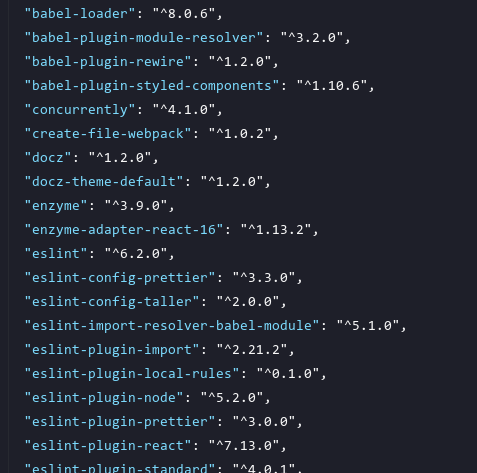 "babel-loader": "^8.0.6",
"babel-plugin-module-resolver": "^3.2.0",
"babel-plugin-rewire": "^1.2.0",
"babel-plugin-styled-components": "^1.10.6",
"concurrently": "^4.1.0",
"create-file-webpack": "^1.0.2",
"docz": "^1.2.0",
"docz-theme-default": "^1.2.0",
"enzyme": "^3.9.0",
"enzyme-adapter-react-16": "^1.13.2",
"eslint": "^6.2.0",
"eslint-config-prettier": "^3.3.0",
"eslint-config-taller": "^2.0.0",
"eslint-import-resolver-babel-module": "^5.1.0",
"eslint-plugin-import": "^2.21.2",
"eslint-plugin-local-rules": "^0.1.0",
"eslint-plugin-node": "^5.2.0",
"eslint-plugin-prettier": "^3.0.0",
"eslint-plugin-react": "^7.13.0",
"eslint-plugin-standard": "^4.0.1",